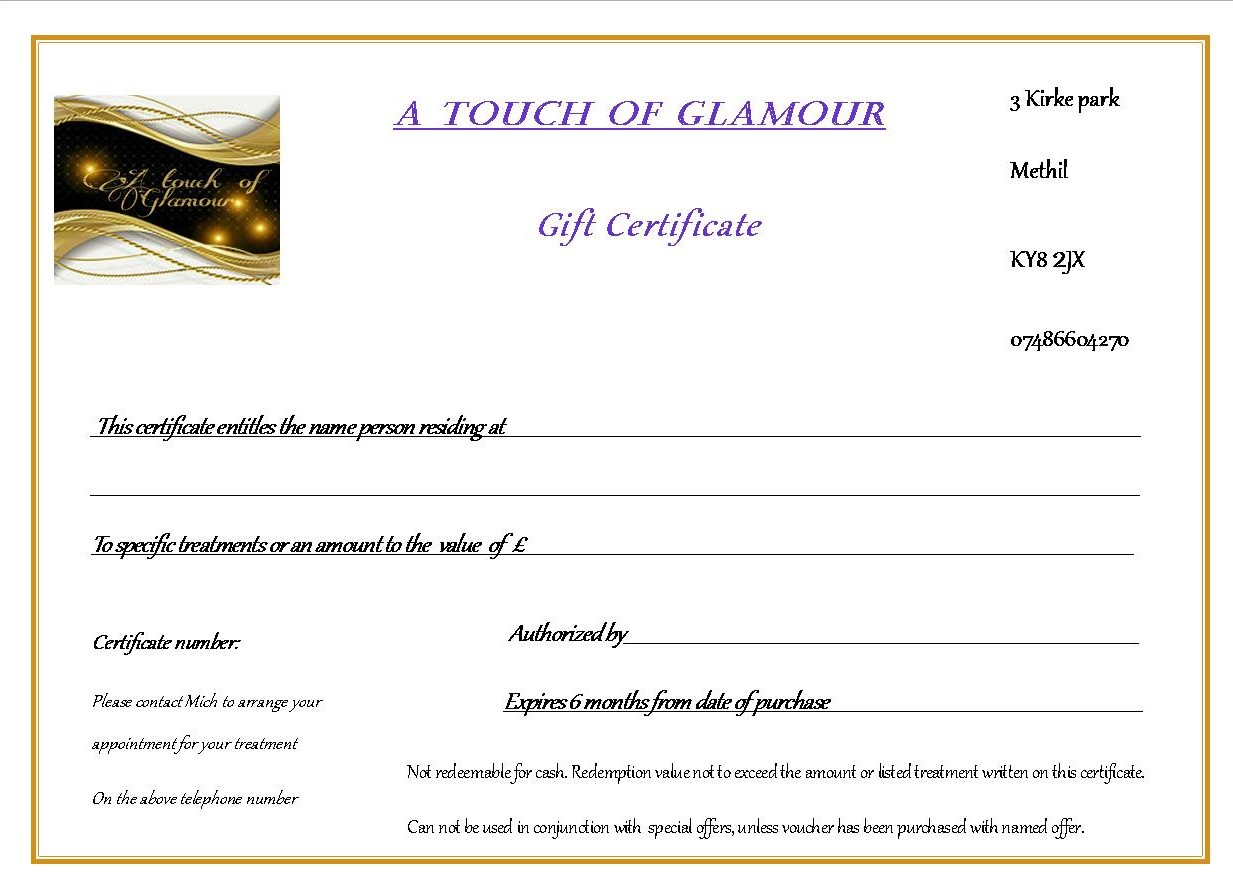 A TOUCH OF GLAMOUR
Gift Certificate
A touch of
Glamour
3 Kirke park
Methil
KY8 2JX
07486604270
This certificate entitles the name person residing at
To specific treatments or an amount to the value of £
Certificate number:
Authorized by
Please contact Mich to arrange your
appointment for your treatment
On the above telephone number
Expires 6 months from date of purchase
Not redeemable for cash. Redemption value not to exceed the amount or listed treatment written on this certificate.
Can not be used in conjunction with special offers, unless voucher has been purchased with named offer.